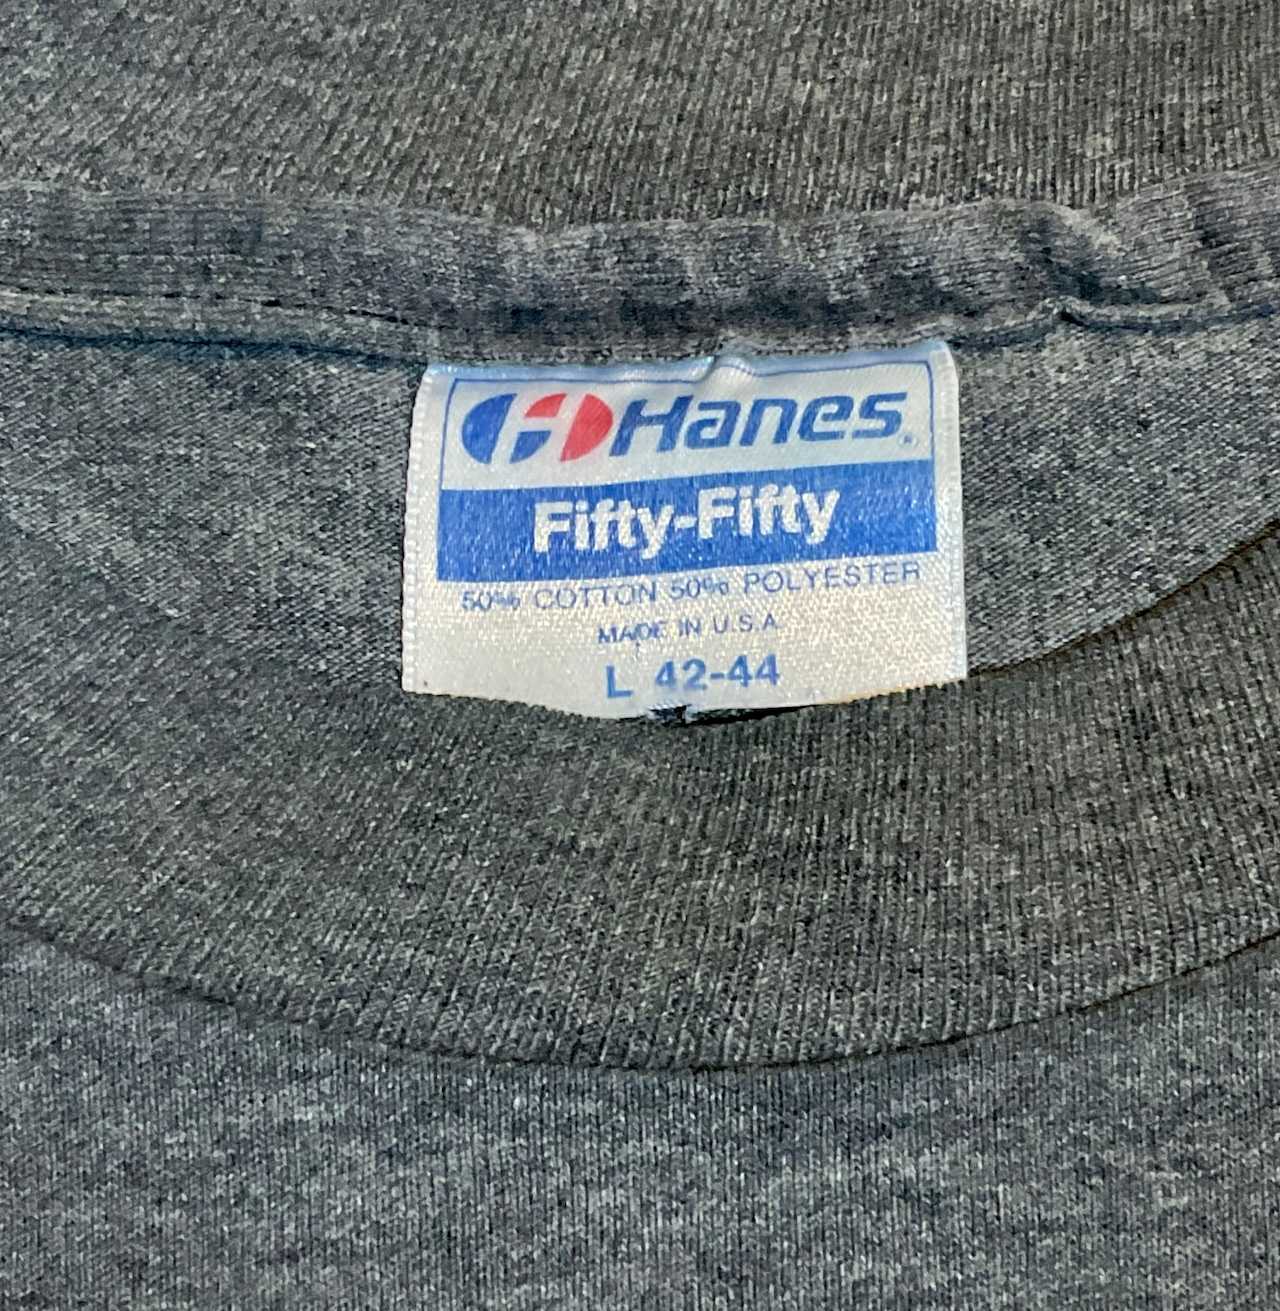 Hanes.
Fifty-Fifty
50% COTTON 50% POLYESTER
MADE IN U.S.A
L 42-44